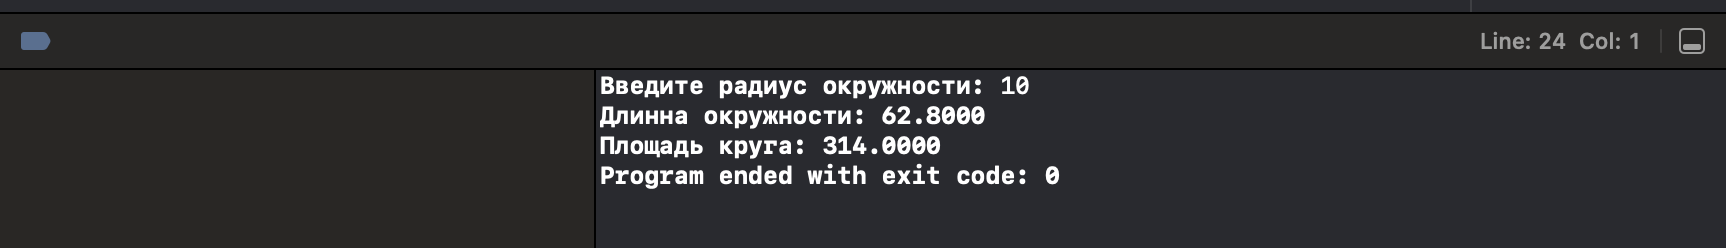 Line: 24 Col: 1
Введите радиус окружности: 10
Длинна окружности: 62.8000
Площадь круга: 314.0000
Program ended with exit code: 0